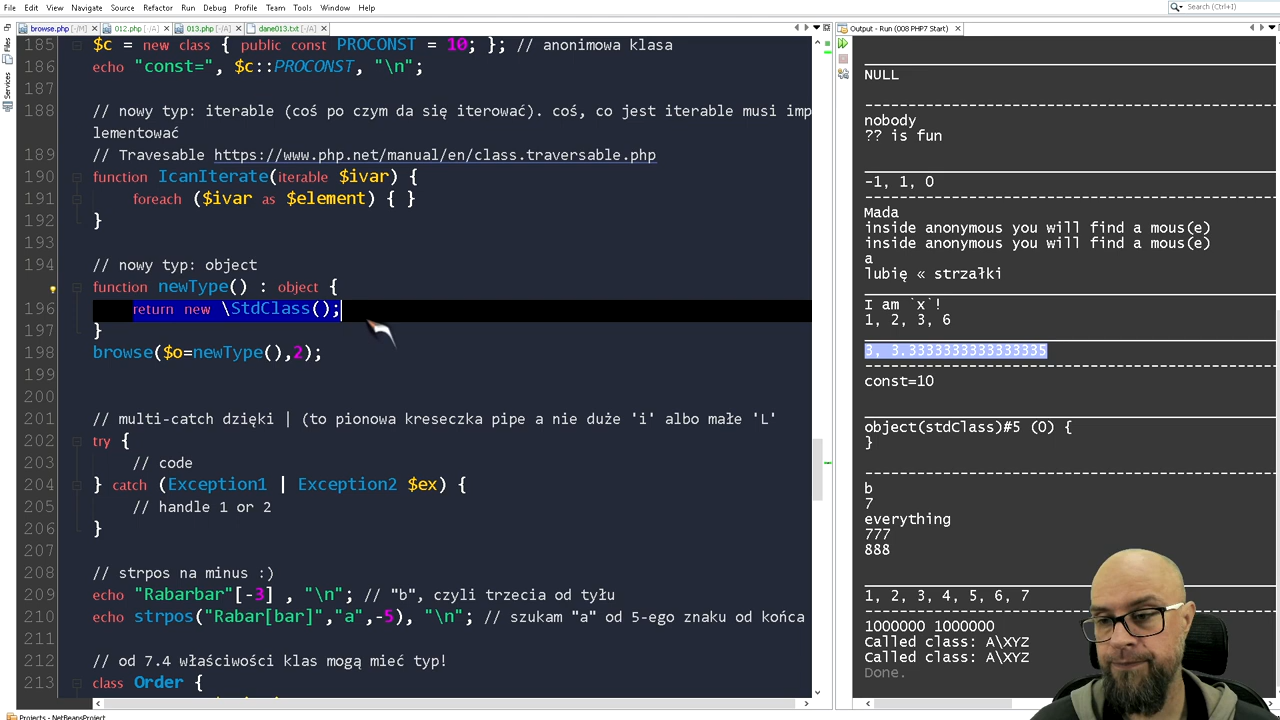 File Edit View Navigate Source Refactor Run Debug Profile Team Tools Window Help
Search (Ctrl+I)
browse.php [-/M] 012.php [-/A] 013.php [-/A] dane013.txt [-/A]
Output - Run (008 PHP7 Start)
Files
Services
185 $c = new class { public const PROCONST = 10; }; // anonimowa klasa
186 echo "const=", $c::PROCONST, "\n";
187
188 // nowy typ: iterable (coś po czym da się iterować). coś, co jest iterable musi imp
lementować
189 // Travesable https://www.php.net/manual/en/class.traversable.php
190 function IcanIterate(iterable $ivar) {
191 foreach ($ivar as $element) { }
192 }
193
194 // nowy typ: object
function newType() : object {
196 return new \StdClass();
197 }
198 browse($o=newType(),2);
199
200
201 // multi-catch dzięki | (to pionowa kreseczka pipe a nie duże 'i' albo małe 'L'
202 try {
203 // code
204 } catch (Exception1 | Exception2 $ex) {
205 // handle 1 or 2
206 }
207
208 // strpos na minus :)
209 echo "Rabarbar"[-3] , "\n"; // "b", czyli trzecia od tyłu
210 echo strpos("Rabar[bar]","a",-5), "\n"; // szukam "a" od 5-ego znaku od końca
211
212 // od 7.4 właściwości klas mogą mieć typ!
213 class Order {
NULL
nobody
?? is fun
-1, 1, 0
Mada
inside anonymous you will find a mous(e)
inside anonymous you will find a mous(e)
a
lubię « strzałki
I am `x`!
1, 2, 3, 6
3, 3.3333333333333335
const=10
object(stdClass)#5 (0) {
}
b
7
everything
777
888
1, 2, 3, 4, 5, 6, 7
1000000 1000000
Called class: A\XYZ
Called class: A\XYZ
Done.
Projects - NetBeansProject